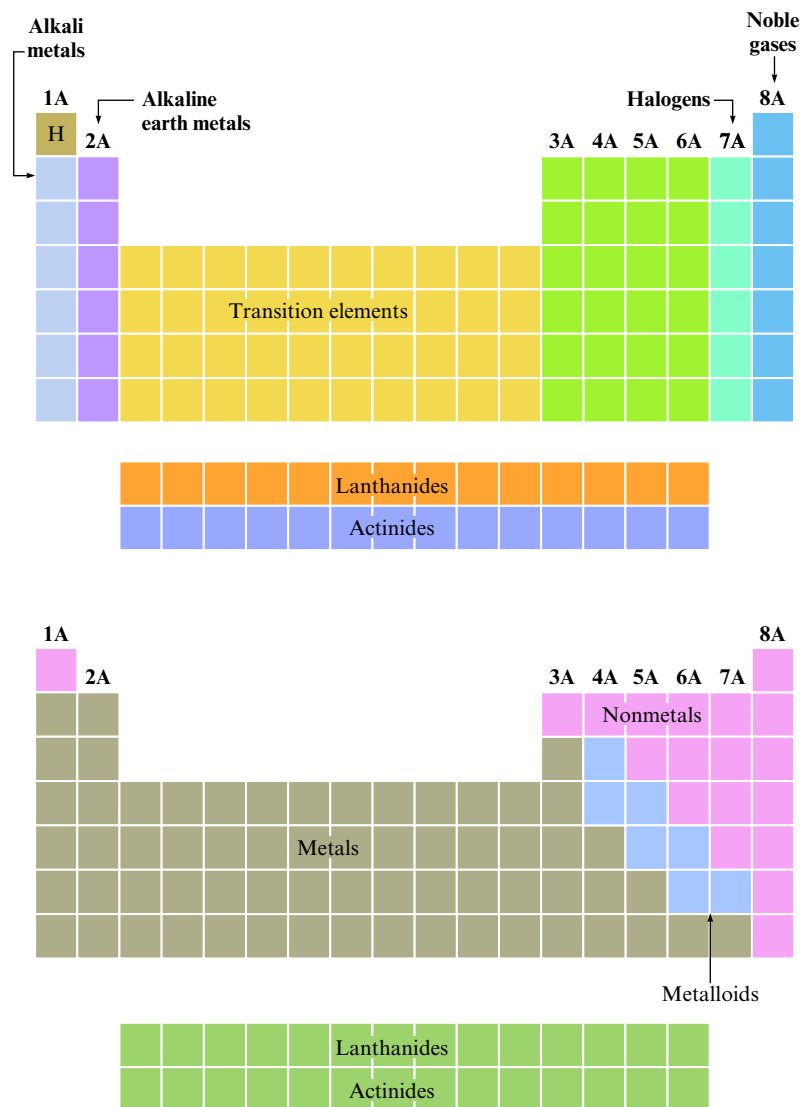 Alkali
metals
Noble
gases
1A
Alkaline
earth metals
Halogens
8A
H
2A
3A 4A 5A 6A 7A
Transition elements
Lanthanides
Actinides
1A
8A
2A
3A 4A 5A 6A 7A
Nonmetals
Metals
Metalloids
Lanthanides
Actinides